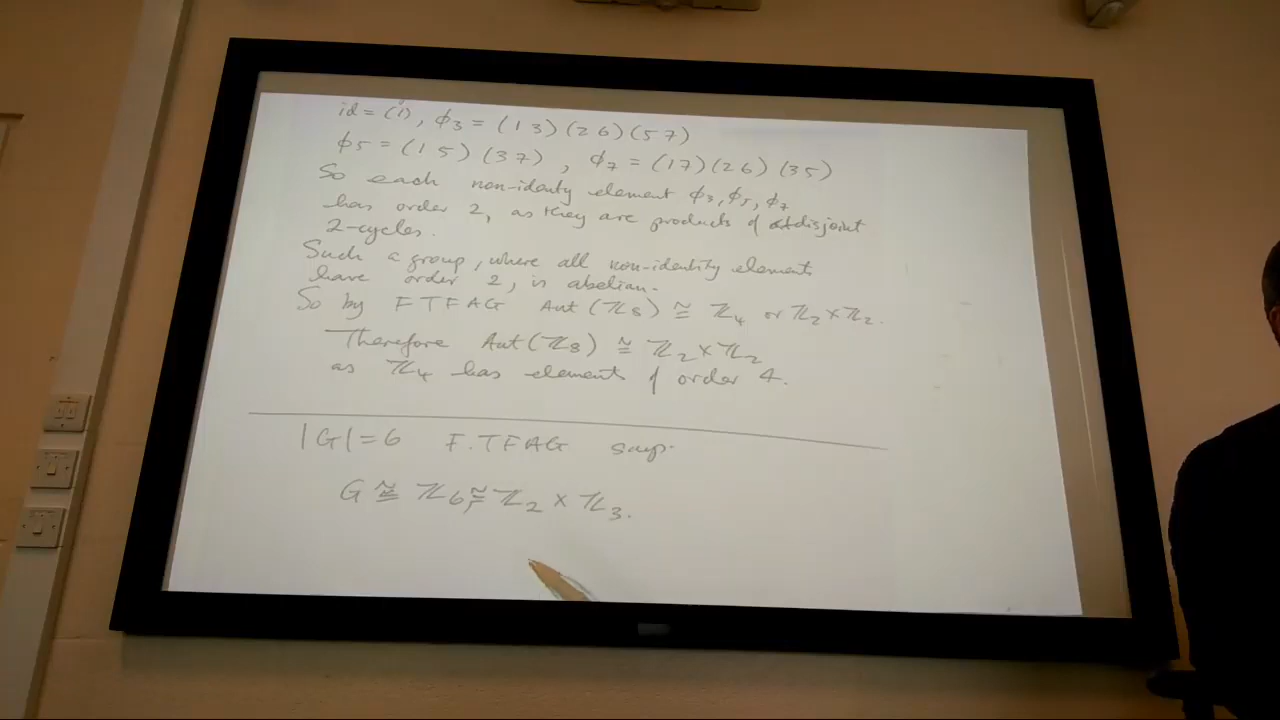 id = (1), ϕ3 = (1 3)(2 6)(5 7)
ϕ5 = (1 5)(3 7), ϕ7 = (1 7)(2 6)(3 5)
So each non-identity element ϕ3, ϕ5, ϕ7
has order 2, as they are products of disjoint
2-cycles.
Such a group, where all non-identity elements
have order 2, is abelian.
So by FTFAG Aut(ℤ8) ≅ ℤ4 or ℤ2×ℤ2.
Therefore Aut(ℤ8) ≅ ℤ2×ℤ2
as ℤ4 has elements of order 4.
|G|=6 F.TFAG says
G ≅ ℤ6 ≅ ℤ2 × ℤ3.